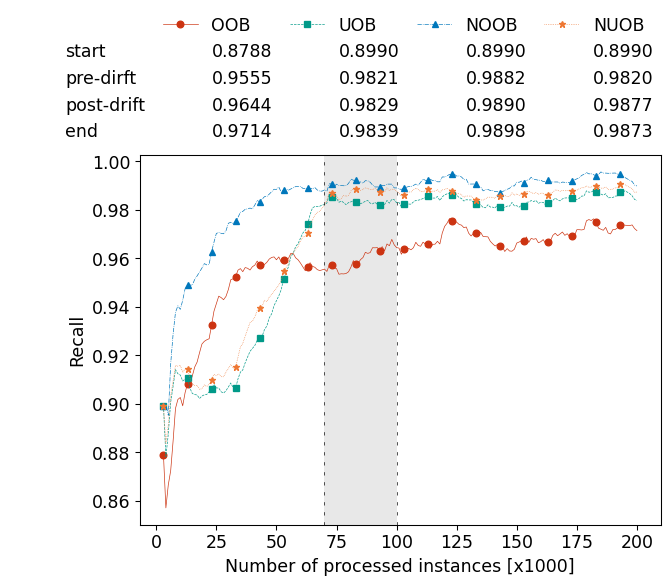 OOB UOB NOOB NUOB
start 0.8788 0.8990 0.8990 0.8990
pre-dirft 0.9555 0.9821 0.9882 0.9820
post-drift 0.9644 0.9829 0.9890 0.9877
end 0.9714 0.9839 0.9898 0.9873
1.00
0.98
0.96
0.94
0.92
0.90
0.88
0.86
Recall
0 25 50 75 100 125 150 175 200
Number of processed instances [x1000]